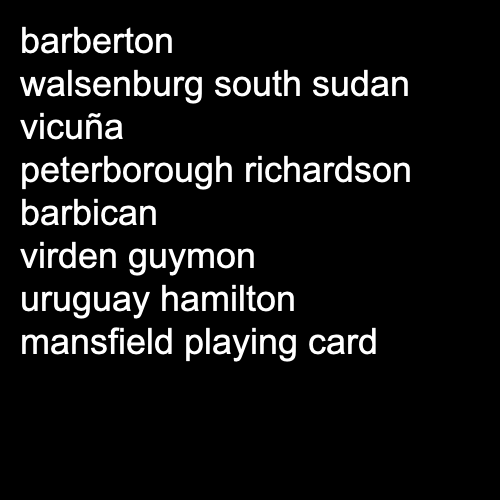 barberton
walsenburg south sudan
vicuña
peterborough richardson
barbican
virden guymon
uruguay hamilton
mansfield playing card